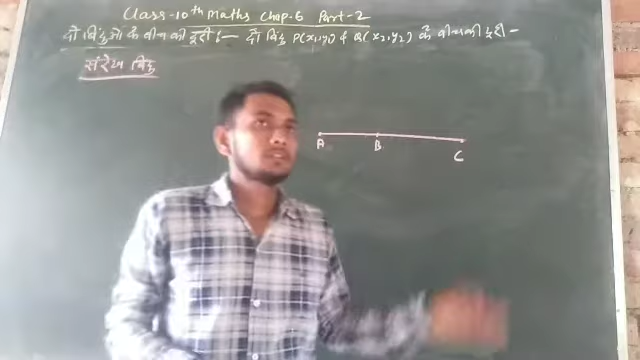 Class-10th Maths Chap.6 Part-2
दो बिंदुओ के बीच की दूरी :— दो बिंदु P(x₁,y₁) & Q(x₂,y₂) के बीच की दूरी -
संरेख बिंदु
A B C